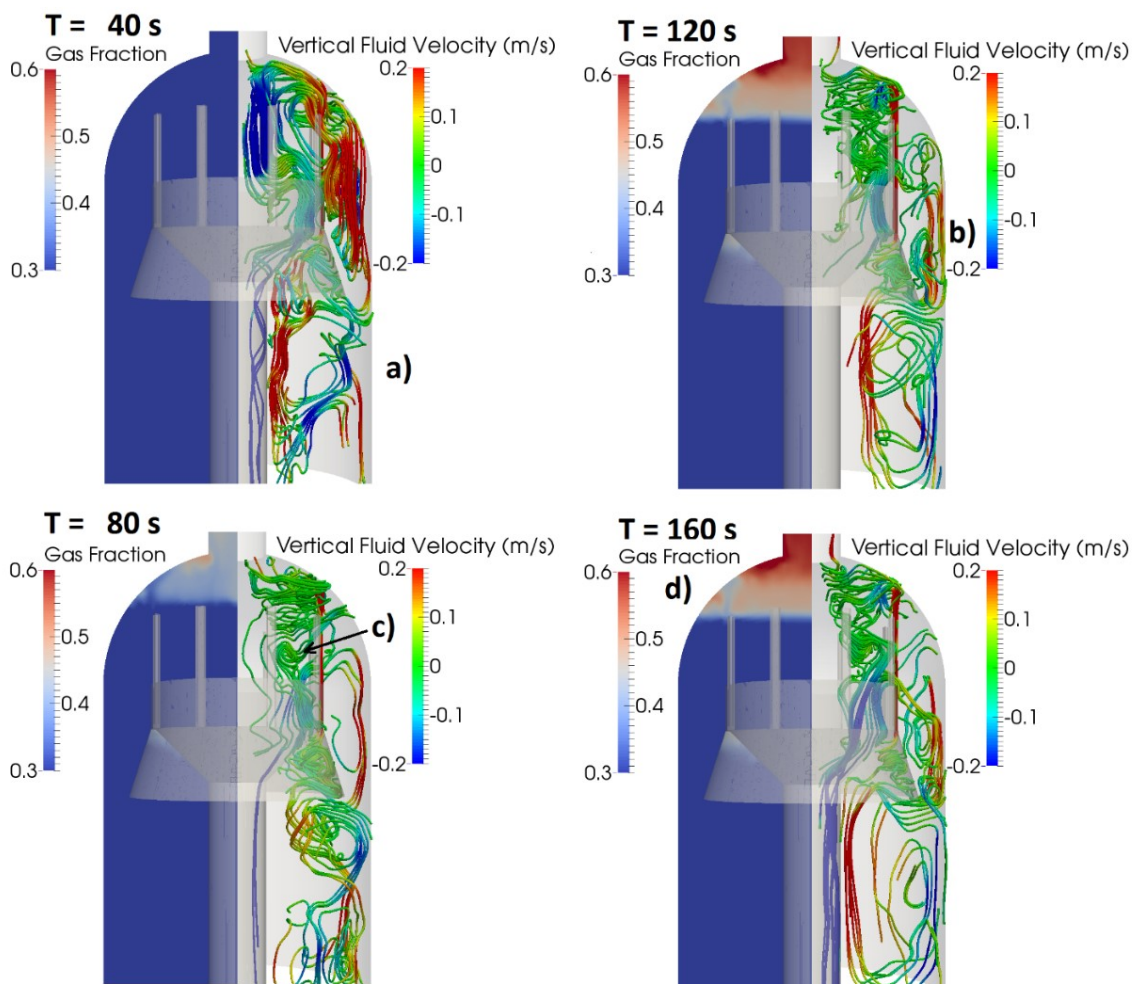 T = 40 s
Gas Fraction
Vertical Fluid Velocity (m/s)
0.6
0.5
0.4
0.3
0.2
0.1
0
-0.1
-0.2
a)
T = 120 s
Gas Fraction
Vertical Fluid Velocity (m/s)
0.6
0.5
0.4
0.3
0.2
0.1
0
-0.1
-0.2
b)
T = 80 s
Gas Fraction
Vertical Fluid Velocity (m/s)
0.6
0.5
0.4
0.3
0.2
0.1
0
-0.1
-0.2
c)
T = 160 s
Gas Fraction
Vertical Fluid Velocity (m/s)
0.6
0.5
0.4
0.3
0.2
0.1
0
-0.1
-0.2
d)